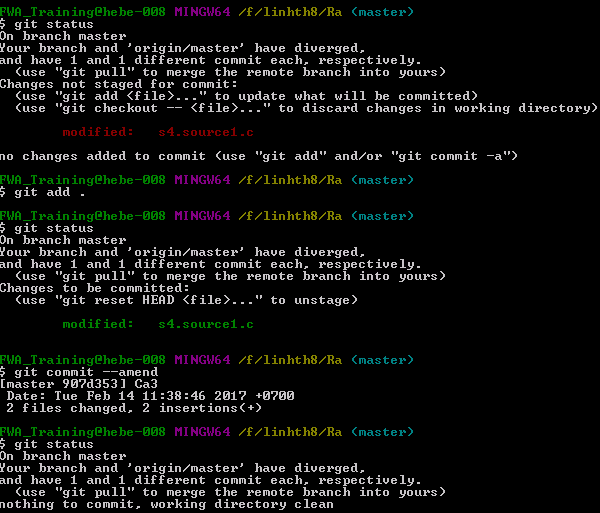 FWA_Training@hebe-008 MINGW64 /f/linhth8/Ra (master)
$ git status
On branch master
Your branch and 'origin/master' have diverged,
and have 1 and 1 different commit each, respectively.
  (use "git pull" to merge the remote branch into yours)
Changes not staged for commit:
  (use "git add <file>..." to update what will be committed)
  (use "git checkout -- <file>..." to discard changes in working directory)
        modified:   s4.source1.c
no changes added to commit (use "git add" and/or "git commit -a")
FWA_Training@hebe-008 MINGW64 /f/linhth8/Ra (master)
$ git add .
FWA_Training@hebe-008 MINGW64 /f/linhth8/Ra (master)
$ git status
On branch master
Your branch and 'origin/master' have diverged,
and have 1 and 1 different commit each, respectively.
  (use "git pull" to merge the remote branch into yours)
Changes to be committed:
  (use "git reset HEAD <file>..." to unstage)
        modified:   s4.source1.c
FWA_Training@hebe-008 MINGW64 /f/linhth8/Ra (master)
$ git commit --amend
[master 907d353] Ca3
 Date: Tue Feb 14 11:38:46 2017 +0700
 2 files changed, 2 insertions(+)
FWA_Training@hebe-008 MINGW64 /f/linhth8/Ra (master)
$ git status
On branch master
Your branch and 'origin/master' have diverged,
and have 1 and 1 different commit each, respectively.
  (use "git pull" to merge the remote branch into yours)
nothing to commit, working directory clean